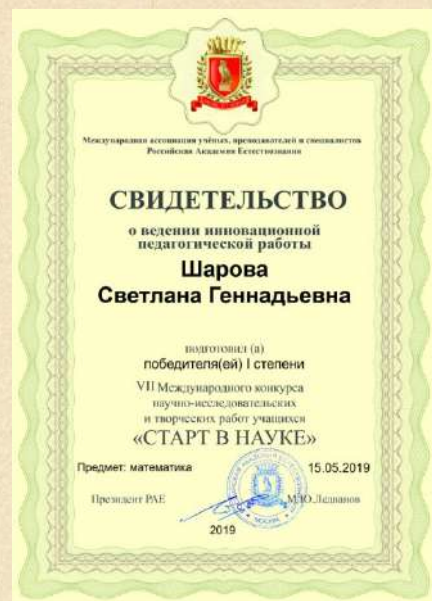 Международная ассоциация учёных, преподавателей и специалистов
Российская Академия Естествознания
СВИДЕТЕЛЬСТВО
о ведении инновационной
педагогической работы
Шарова
Светлана Геннадьевна
подготовил (а)
победителя(ей) I степени
VII Международного конкурса
научно-исследовательских
и творческих работ учащихся
«СТАРТ В НАУКЕ»
Предмет: математика 15.05.2019
Президент РАЕ М.Ю.Ледванов
2019